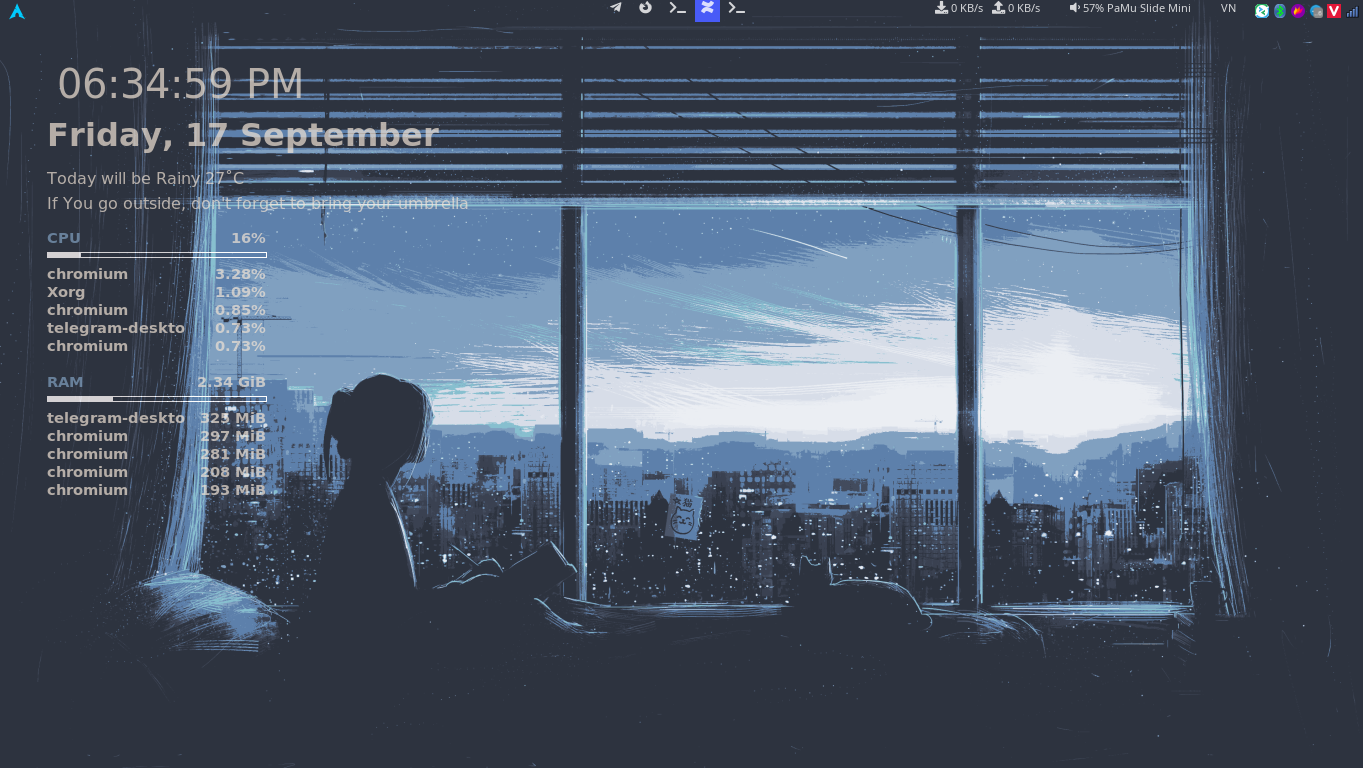 0 KB/s 0 KB/s 57% PaMu Slide Mini VN
06:34:59 PM
Friday, 17 September
Today will be Rainy 27°C
If You go outside, don't forget to bring your umbrella
CPU 16%
chromium 3.28%
Xorg 1.09%
chromium 0.85%
telegram-deskto 0.73%
chromium 0.73%
RAM 2.34 GiB
telegram-deskto 325 MiB
chromium 297 MiB
chromium 281 MiB
chromium 208 MiB
chromium 193 MiB